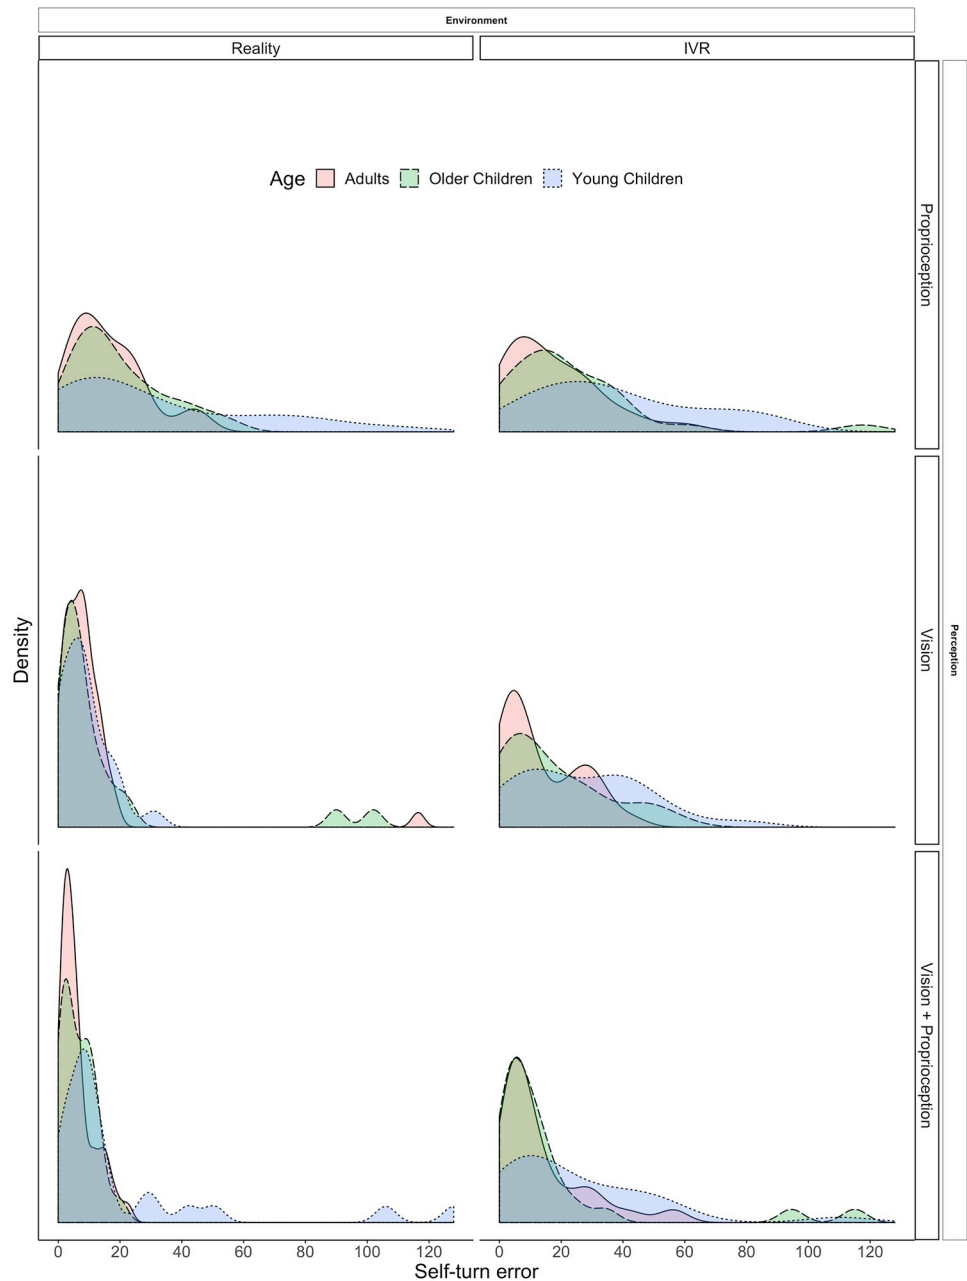 Environment
Reality IVR
Age Adults Older Children Young Children
Proprioception
Density
Vision
Perception
Vision + Proprioception
0 20 40 60 80 100 120 0 20 40 60 80 100 120
Self-turn error